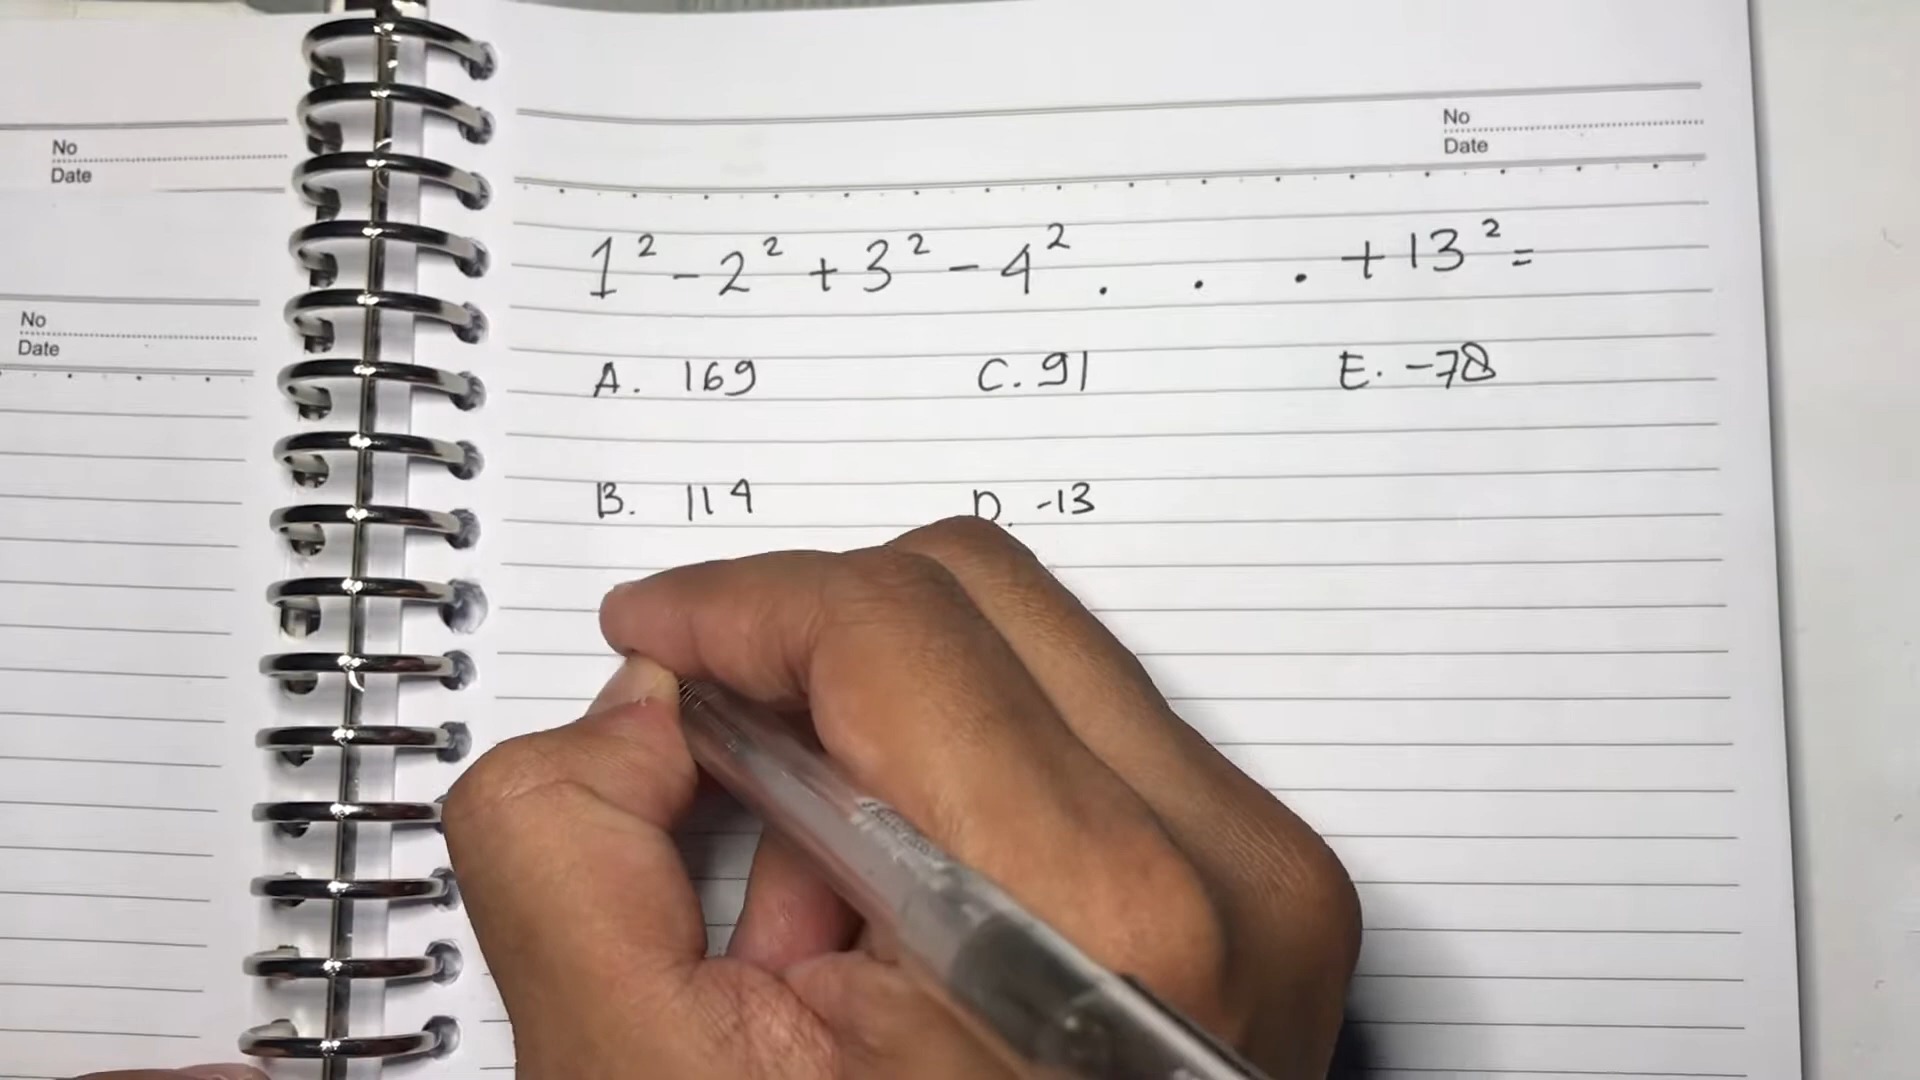 No
Date
No
Date
No
Date
1² - 2² + 3² - 4² . . . + 13² =
A. 169 C. 91 E. -78
B. 114 D. -13